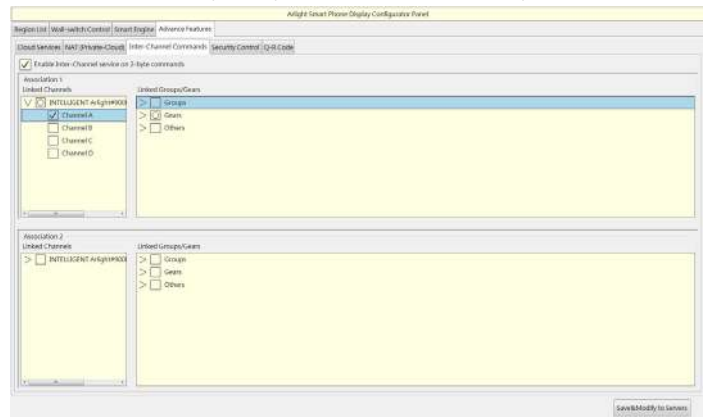 Arlight Smart Phone Display Configurator Panel
Region List Wall-switch Control Smart Engine Advance Features
Cloud Services NAT (Private-Cloud) Inter-Channel Commands Security Control Q-R Code
Enable Inter-Channel service on 3-byte commands
Association 1
Linked Channels Linked Groups/Gears
INTELLIGENT Arlight#900 Groups
Channel A Gears
Channel B Others
Channel C
Channel D
Association 2
Linked Channels Linked Groups/Gears
INTELLIGENT Arlight#900 Groups
Gears
Others
Save&Modify to Servers